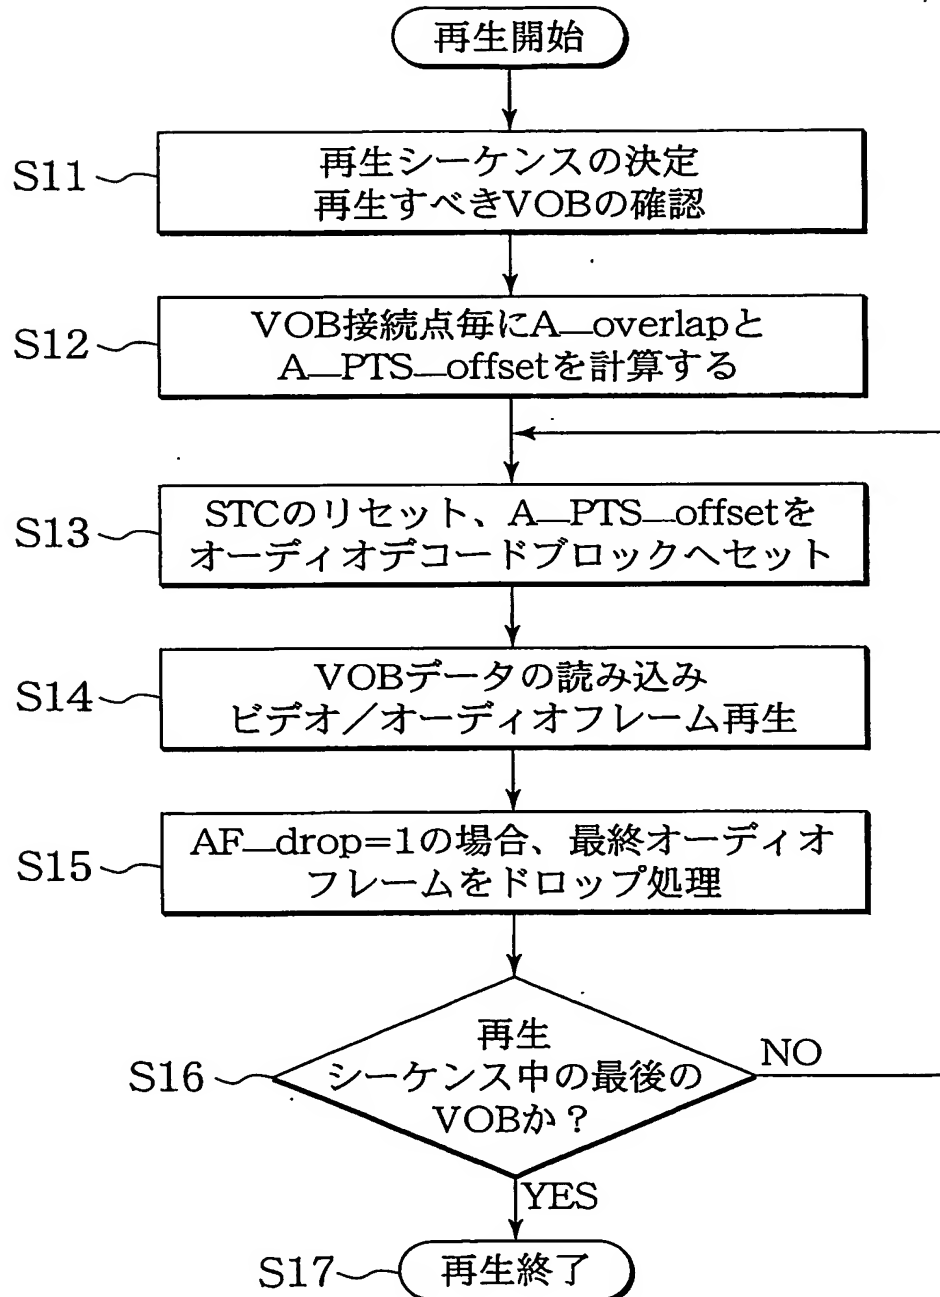 再生開始
S11
再生シーケンスの決定
再生すべきVOBの確認
S12
VOB接続点毎にA_overlapと
A_PTS_offsetを計算する
S13
STCのリセット、A_PTS_offsetを
オーディオデコードブロックへセット
S14
VOBデータの読み込み
ビデオ／オーディオフレーム再生
S15
AF_drop=1の場合、最終オーディオ
フレームをドロップ処理
S16
再生
シーケンス中の最後の
VOBか？
NO
YES
S17
再生終了